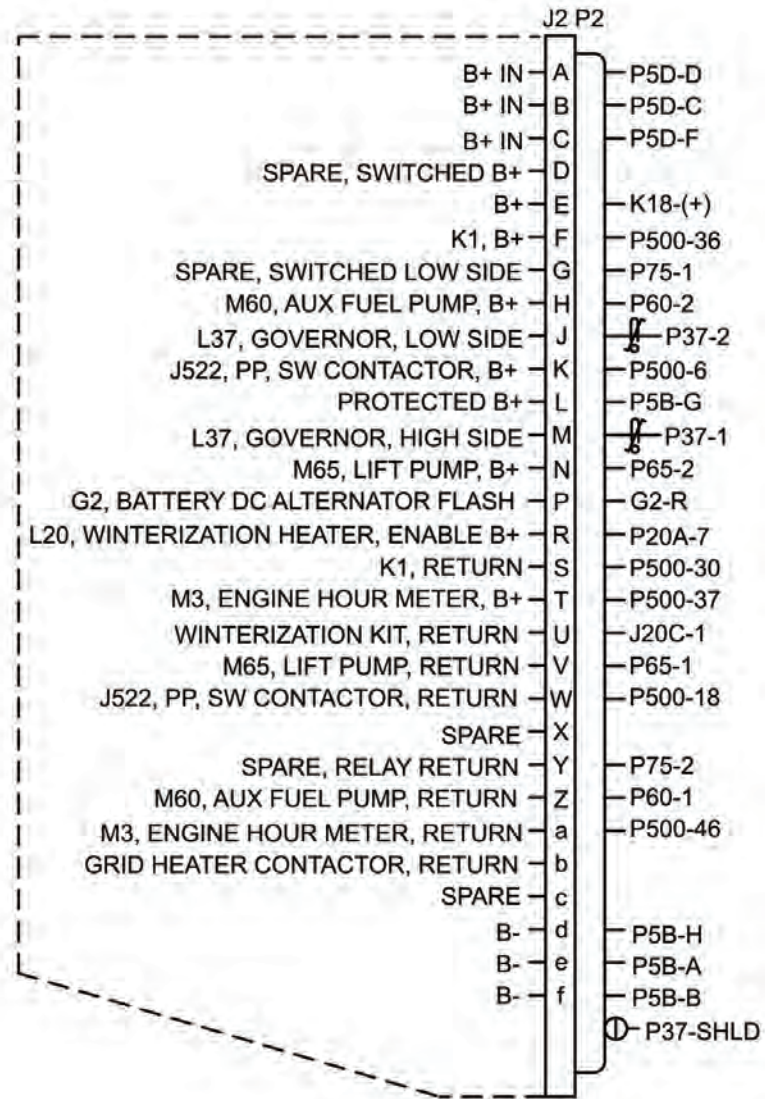 J2 P2
B+ IN A P5D-D
B+ IN B P5D-C
B+ IN C P5D-F
SPARE, SWITCHED B+ D
B+ E K18-(+)
K1, B+ F P500-36
SPARE, SWITCHED LOW SIDE G P75-1
M60, AUX FUEL PUMP, B+ H P60-2
L37, GOVERNOR, LOW SIDE J P37-2
J522, PP, SW CONTACTOR, B+ K P500-6
PROTECTED B+ L P5B-G
L37, GOVERNOR, HIGH SIDE M P37-1
M65, LIFT PUMP, B+ N P65-2
G2, BATTERY DC ALTERNATOR FLASH P G2-R
L20, WINTERIZATION HEATER, ENABLE B+ R P20A-7
K1, RETURN S P500-30
M3, ENGINE HOUR METER, B+ T P500-37
WINTERIZATION KIT, RETURN U J20C-1
M65, LIFT PUMP, RETURN V P65-1
J522, PP, SW CONTACTOR, RETURN W P500-18
SPARE X
SPARE, RELAY RETURN Y P75-2
M60, AUX FUEL PUMP, RETURN Z P60-1
M3, ENGINE HOUR METER, RETURN a P500-46
GRID HEATER CONTACTOR, RETURN b
SPARE c
B- d P5B-H
B- e P5B-A
B- f P5B-B
P37-SHLD